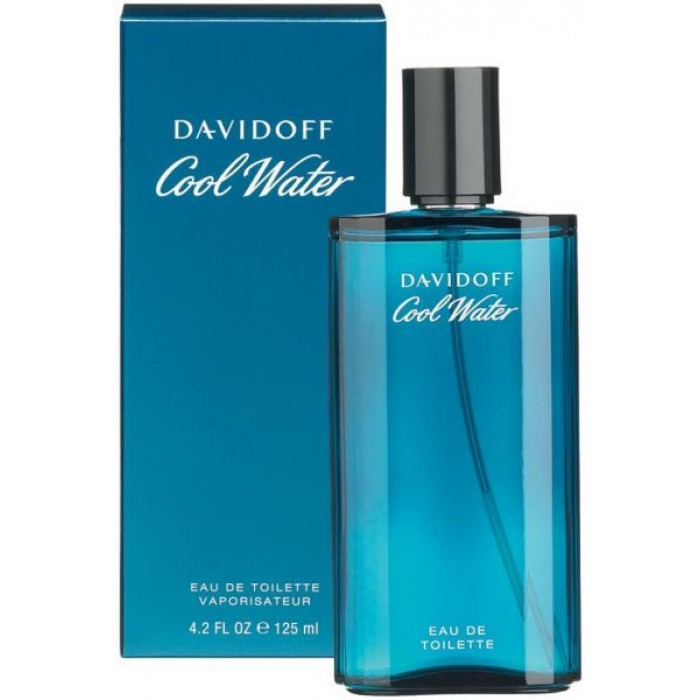 DAVIDOFF
Cool Water
EAU DE TOILETTE
VAPORISATEUR
4.2 FL OZ ℮ 125 ml
DAVIDOFF
Cool Water
EAU DE
TOILETTE